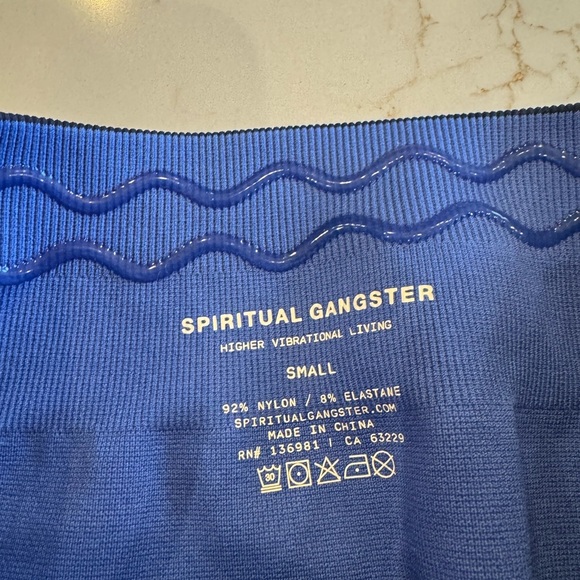 SPIRITUAL GANGSTER
HIGHER VIBRATIONAL LIVING
SMALL
92% NYLON / 8% ELASTANE
SPIRITUALGANGSTER.COM
MADE IN CHINA
RN# 136981 | CA 63229
30